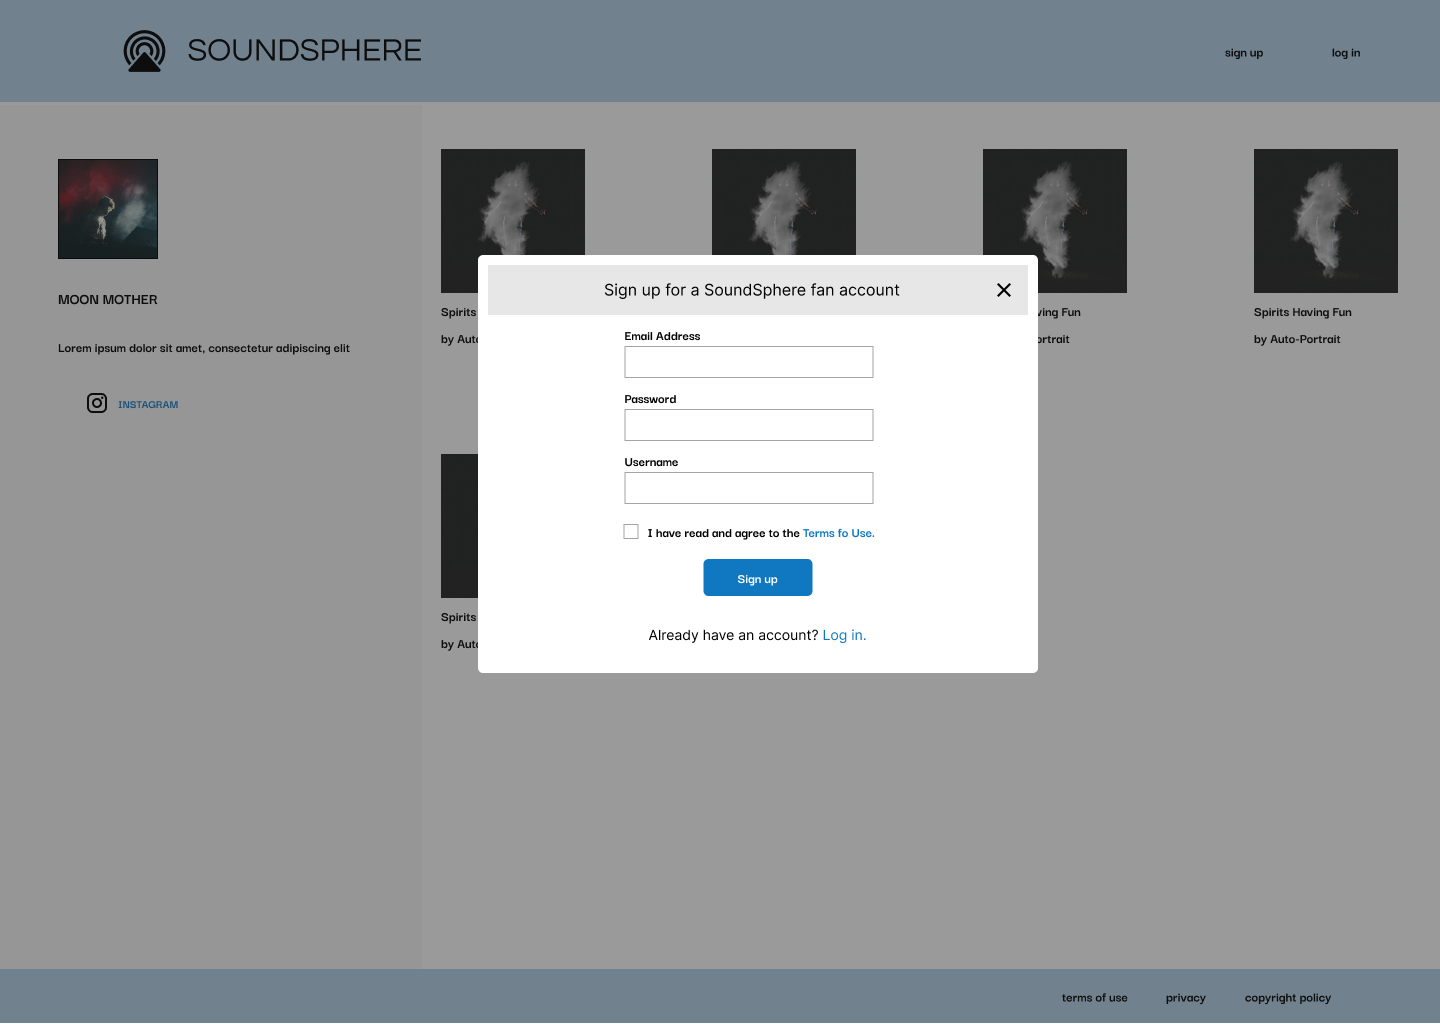 SOUNDSPHERE
sign up
log in
MOON MOTHER
Lorem ipsum dolor sit amet, consectetur adipiscing elit
INSTAGRAM
Spirits
by Auto
ving Fun
ortrait
Spirits Having Fun
by Auto-Portrait
Spirits
by Auto
Sign up for a SoundSphere fan account
Email Address
Password
Username
I have read and agree to the Terms fo Use.
Sign up
Already have an account? Log in.
terms of use
privacy
copyright policy